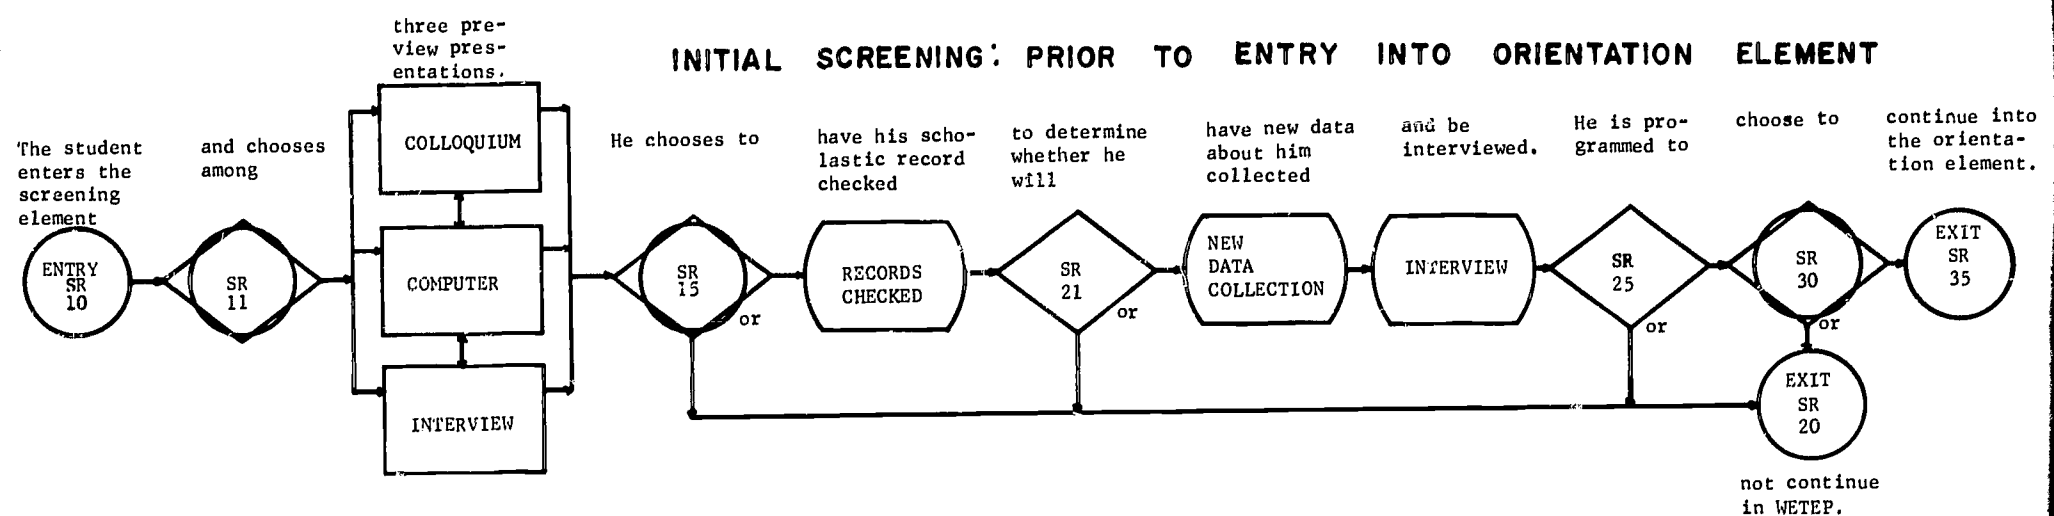 INITIAL SCREENING: PRIOR TO ENTRY INTO ORIENTATION ELEMENT
The student
enters the
screening
element
ENTRY
SR
10
and chooses
among
SR
11
three pre-
view pres-
entations.
COLLOQUIUM
COMPUTER
INTERVIEW
He chooses to
SR
15
or
have his scho-
lastic record
checked
RECORDS
CHECKED
to determine
whether he
will
SR
21
or
have new data
about him
collected
NEW
DATA
COLLECTION
and be
interviewed.
INTERVIEW
He is pro-
grammed to
SR
25
or
choose to
SR
30
or
continue into
the orienta-
tion element.
EXIT
SR
35
EXIT
SR
20
not continue
in WETEP.